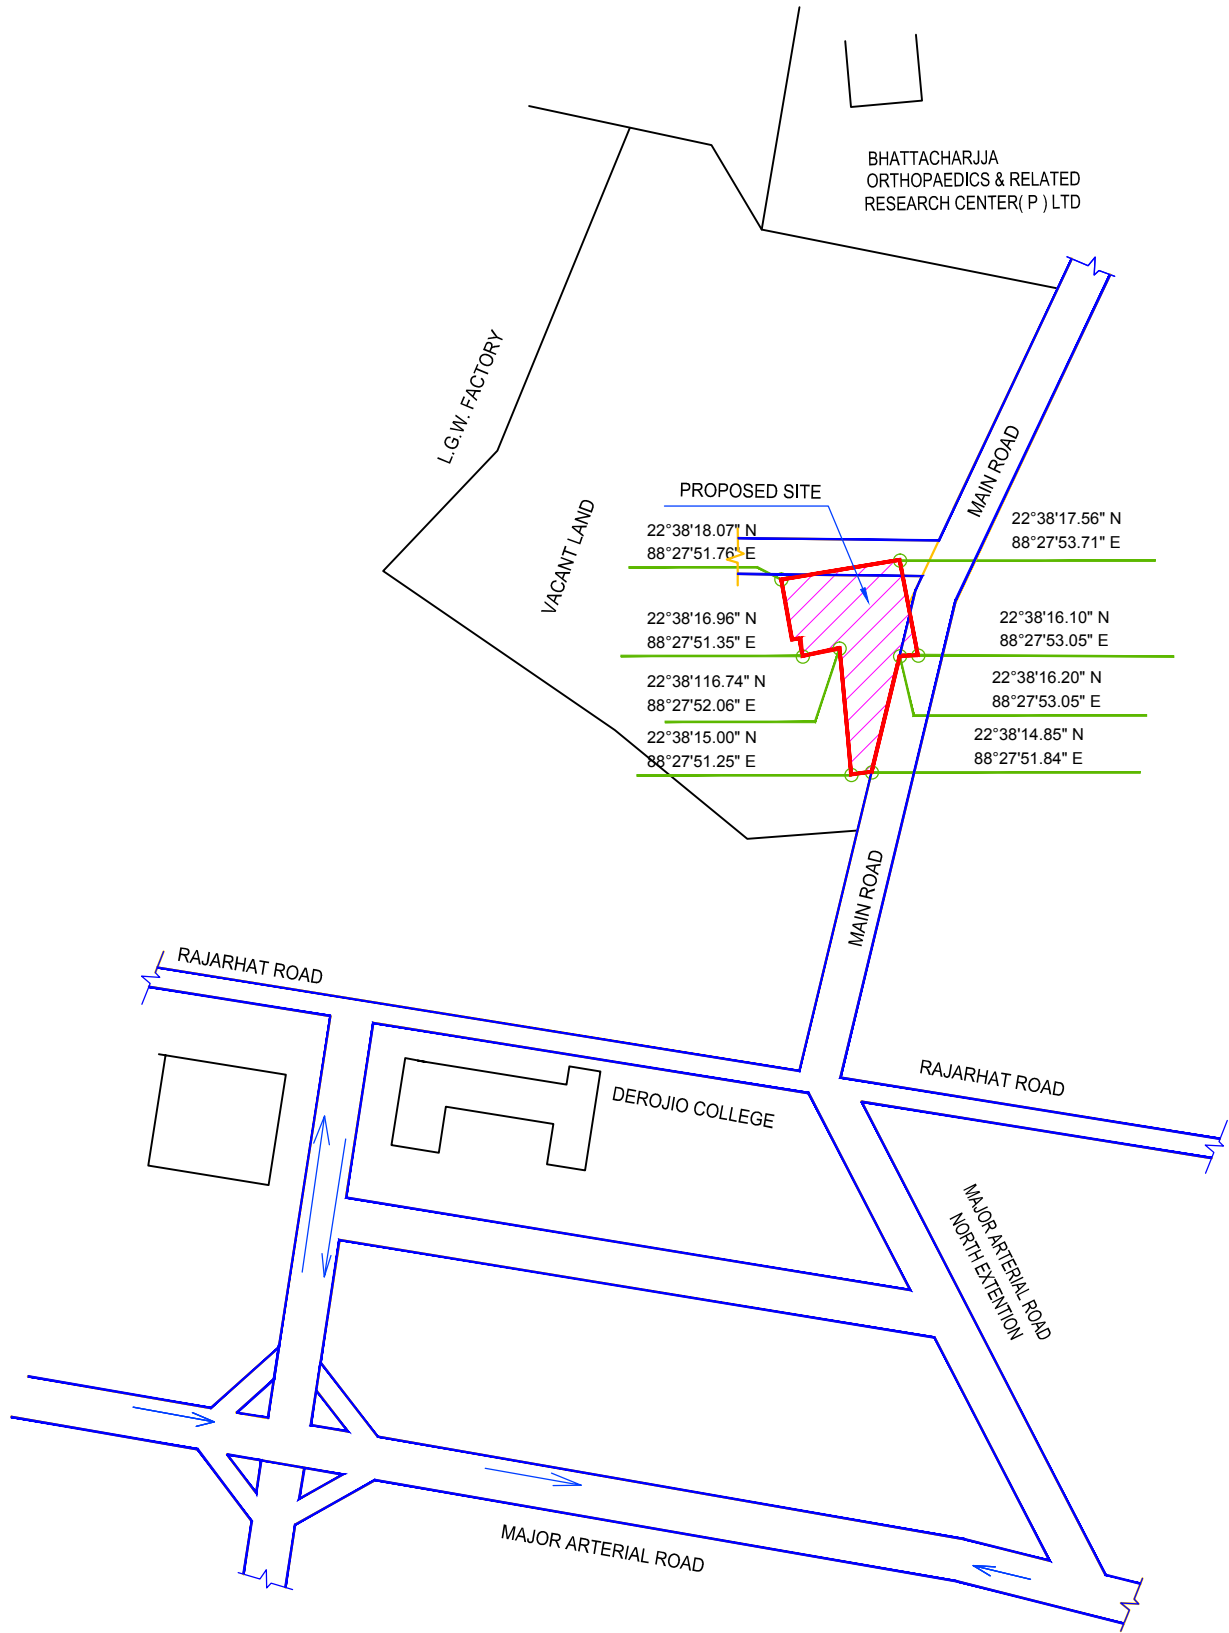 BHATTACHARJJA
ORTHOPAEDICS & RELATED
RESEARCH CENTER( P ) LTD
L.G.W. FACTORY
MAIN ROAD
PROPOSED SITE
VACANT LAND
22°38'18.07" N
88°27'51.76" E
22°38'17.56" N
88°27'53.71" E
22°38'16.96" N
88°27'51.35" E
22°38'16.10" N
88°27'53.05" E
22°38'116.74" N
88°27'52.06" E
22°38'16.20" N
88°27'53.05" E
22°38'15.00" N
88°27'51.25" E
22°38'14.85" N
88°27'51.84" E
MAIN ROAD
RAJARHAT ROAD
RAJARHAT ROAD
DEROJIO COLLEGE
MAJOR ARTERIAL ROAD
NORTH EXTENTION
MAJOR ARTERIAL ROAD